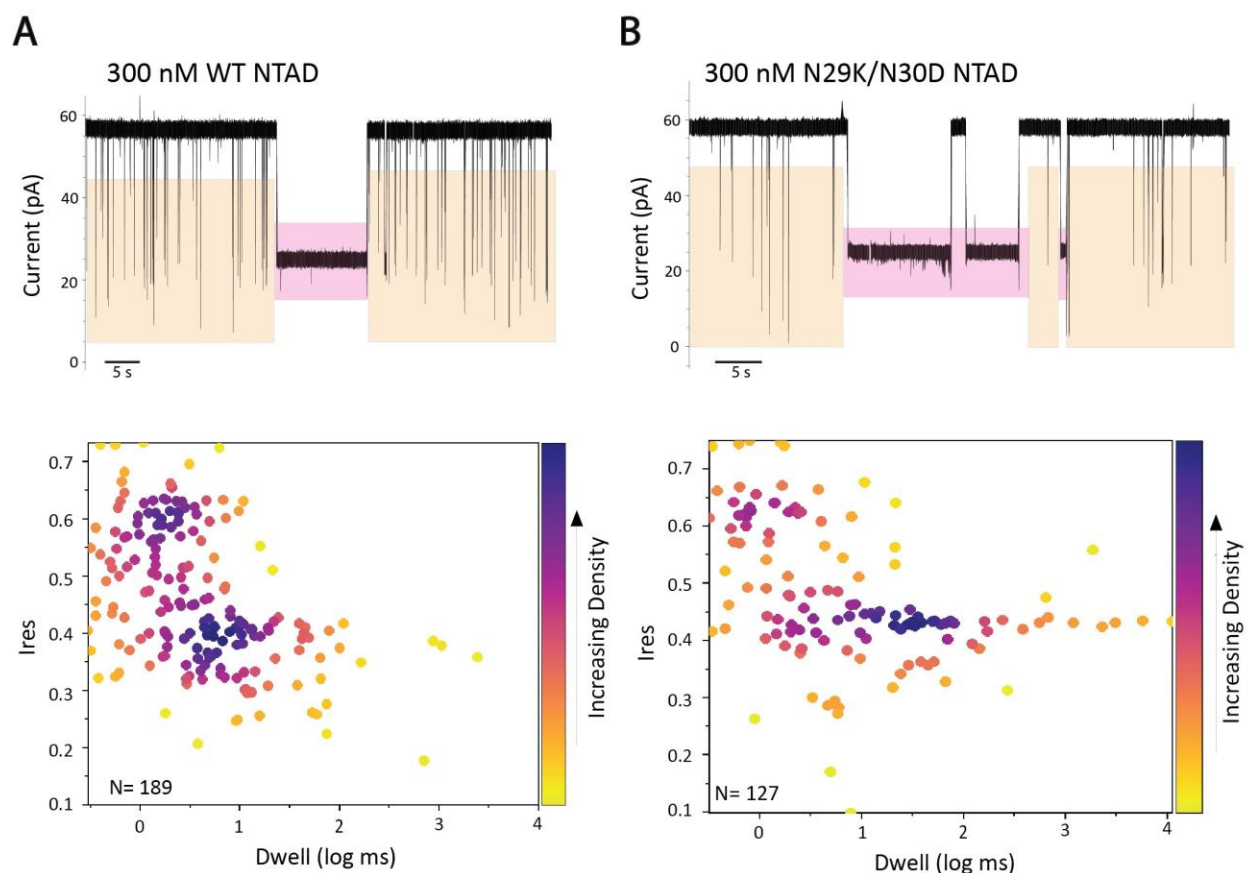 A
300 nM WT NTAD
Current (pA)
60
40
20
0
5 s
Ires
0.7
0.6
0.5
0.4
0.3
0.2
0.1
N= 189
0
1
2
3
4
Dwell (log ms)
Increasing Density
B
300 nM N29K/N30D NTAD
Current (pA)
60
40
20
0
5 s
Ires
0.7
0.6
0.5
0.4
0.3
0.2
0.1
N= 127
0
1
2
3
4
Dwell (log ms)
Increasing Density